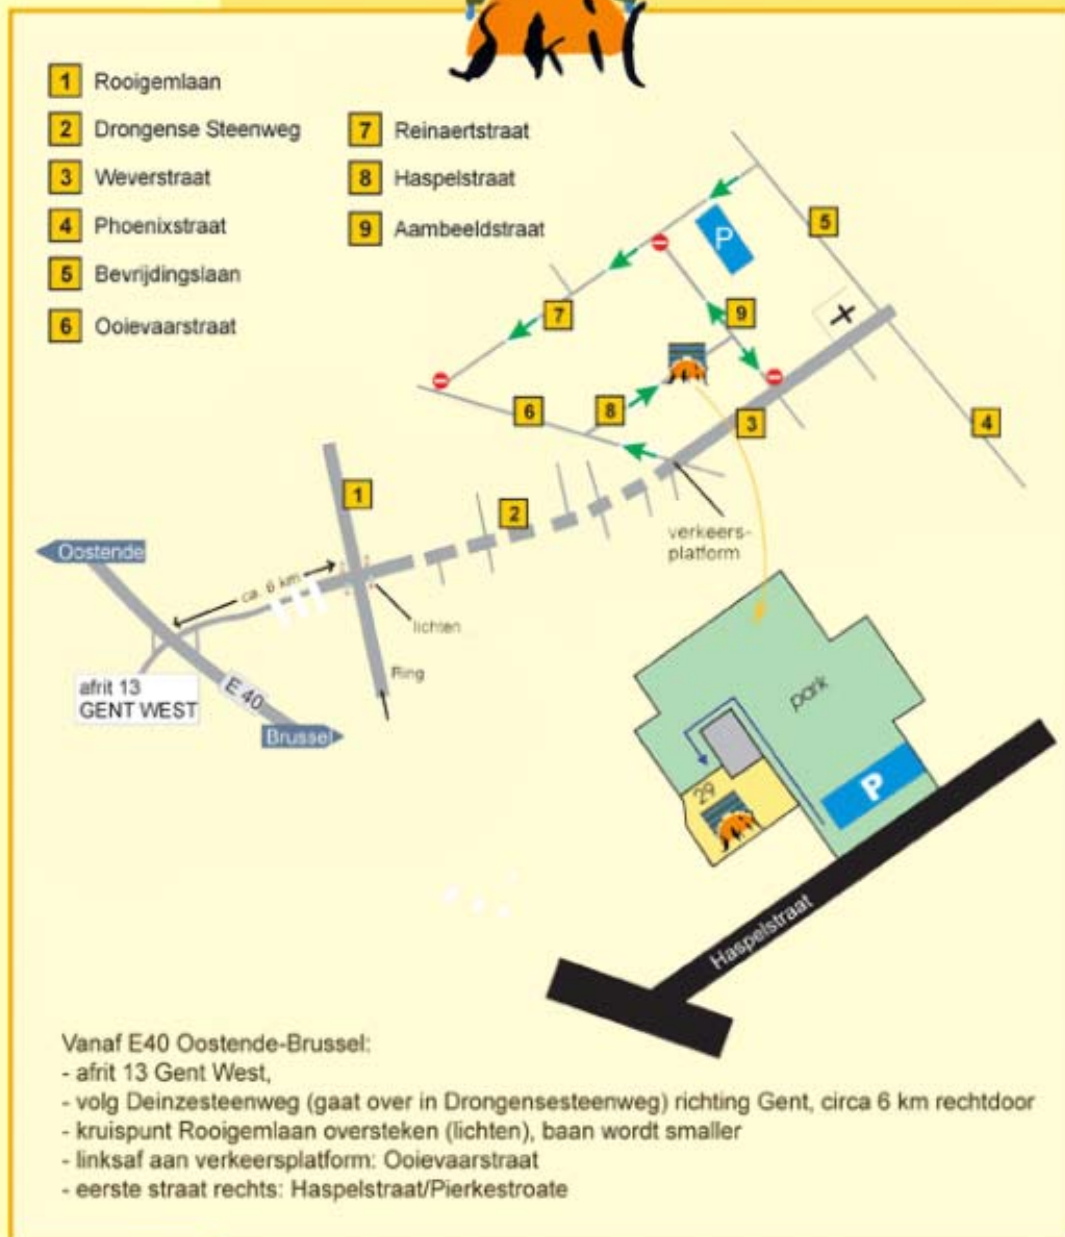 skil
1 Rooigemlaan
2 Drongense Steenweg
3 Weverstraat
4 Phoenixstraat
5 Bevrijdingslaan
6 Ooievaarstraat
7 Reinaertstraat
8 Haspelstraat
9 Aambeeldstraat
P
5
7
9
6
8
3
4
1
2
verkeers-
platform
Oostende
ca. 6 km
lichten
Ring
afrit 13
GENT WEST
E 40
Brussel
park
29
P
Haspelstraat
Vanaf E40 Oostende-Brussel:
- afrit 13 Gent West,
- volg Deinzesteenweg (gaat over in Drongensesteenweg) richting Gent, circa 6 km rechtdoor
- kruispunt Rooigemlaan oversteken (lichten), baan wordt smaller
- linksaf aan verkeersplatform: Ooievaarstraat
- eerste straat rechts: Haspelstraat/Pierkestroate